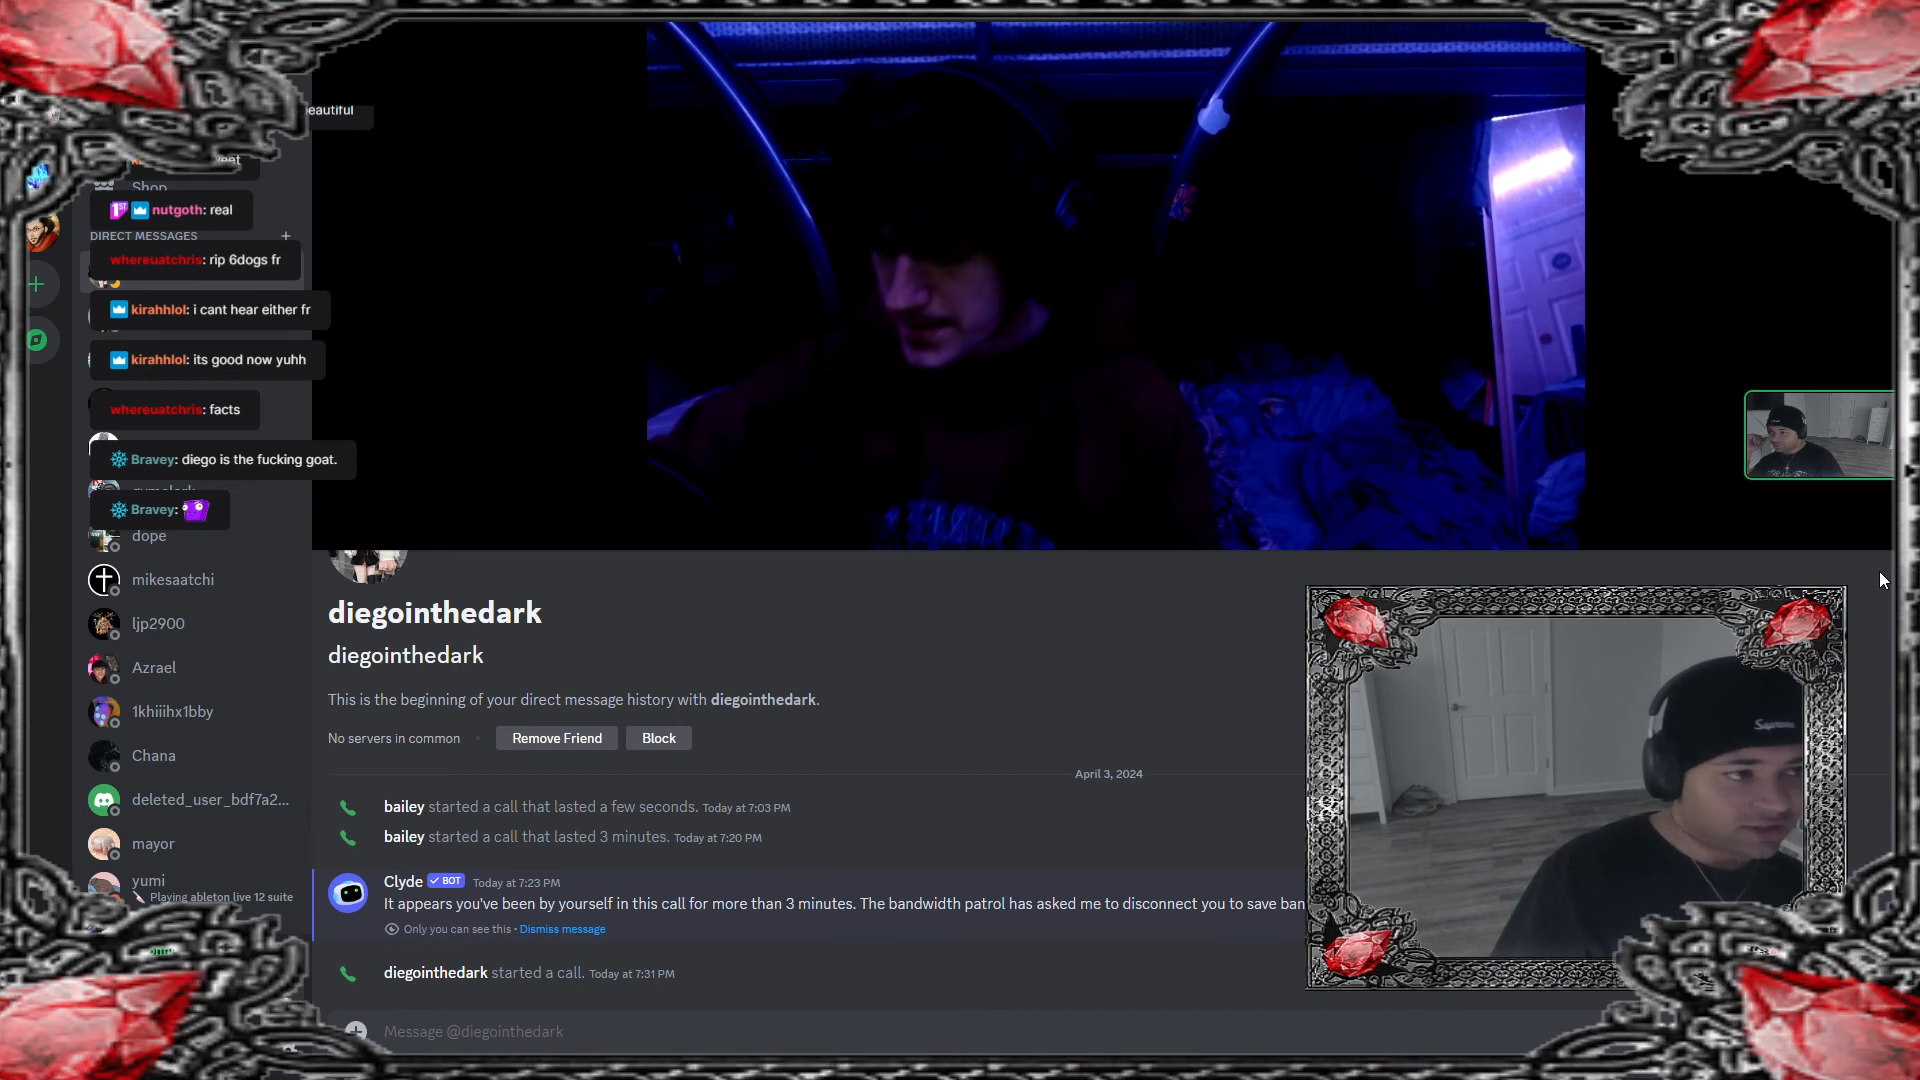 eautiful
Shop
nutgoth: real
DIRECT MESSAGES
whereuatchris: rip 6dogs fr
kirahhlol: i cant hear either fr
kirahhlol: its good now yuhh
whereuatchris: facts
Bravey: diego is the fucking goat.
Bravey:
dope
mikesaatchi
ljp2900
Azrael
1khiiihx1bby
Chana
deleted_user_bdf7a2...
mayor
yumi
Playing ableton live 12 suite
diegointhedark
diegointhedark
This is the beginning of your direct message history with diegointhedark.
No servers in common
Remove Friend
Block
April 3, 2024
bailey started a call that lasted a few seconds. Today at 7:03 PM
bailey started a call that lasted 3 minutes. Today at 7:20 PM
Clyde BOT Today at 7:23 PM
It appears you've been by yourself in this call for more than 3 minutes. The bandwidth patrol has asked me to disconnect you to save ban
Only you can see this • Dismiss message
diegointhedark started a call. Today at 7:31 PM
Message @diegointhedark
Supreme